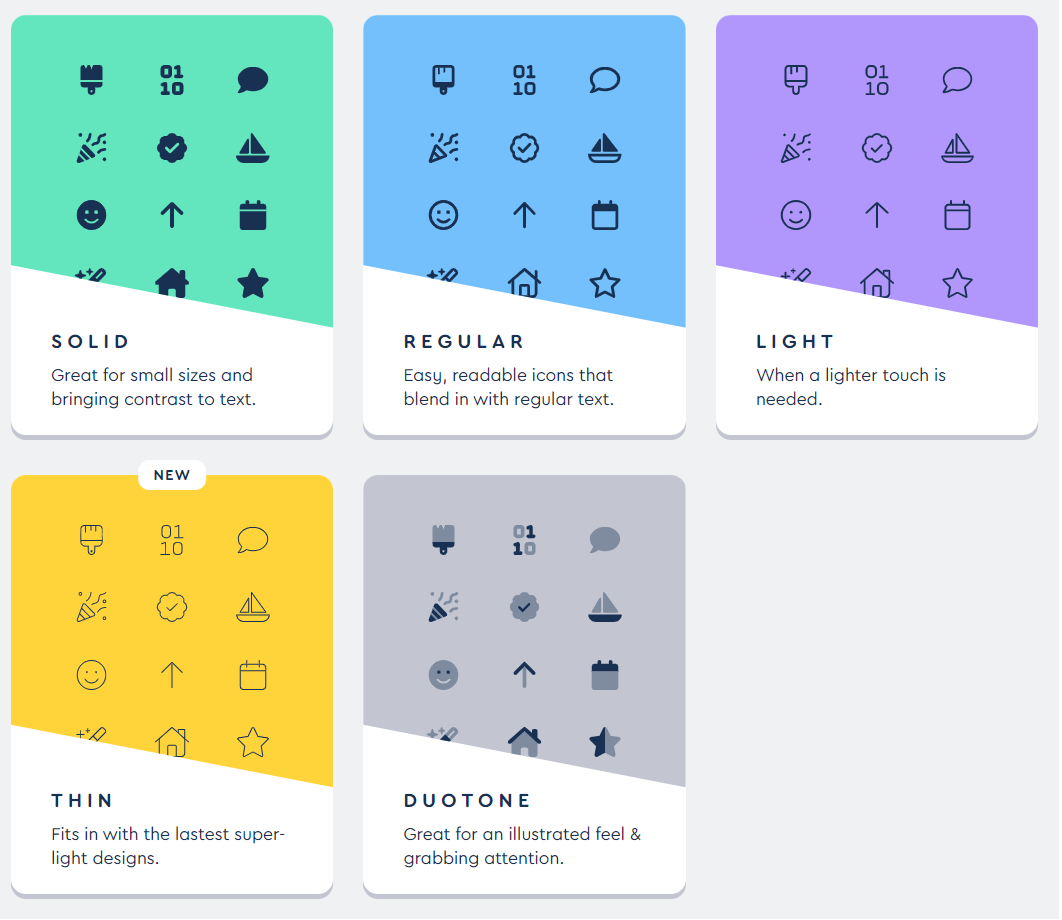 01
10
01
10
01
10
SOLID
Great for small sizes and
bringing contrast to text.
REGULAR
Easy, readable icons that
blend in with regular text.
LIGHT
When a lighter touch is
needed.
NEW
01
10
01
10
THIN
Fits in with the lastest super-
light designs.
DUOTONE
Great for an illustrated feel &
grabbing attention.